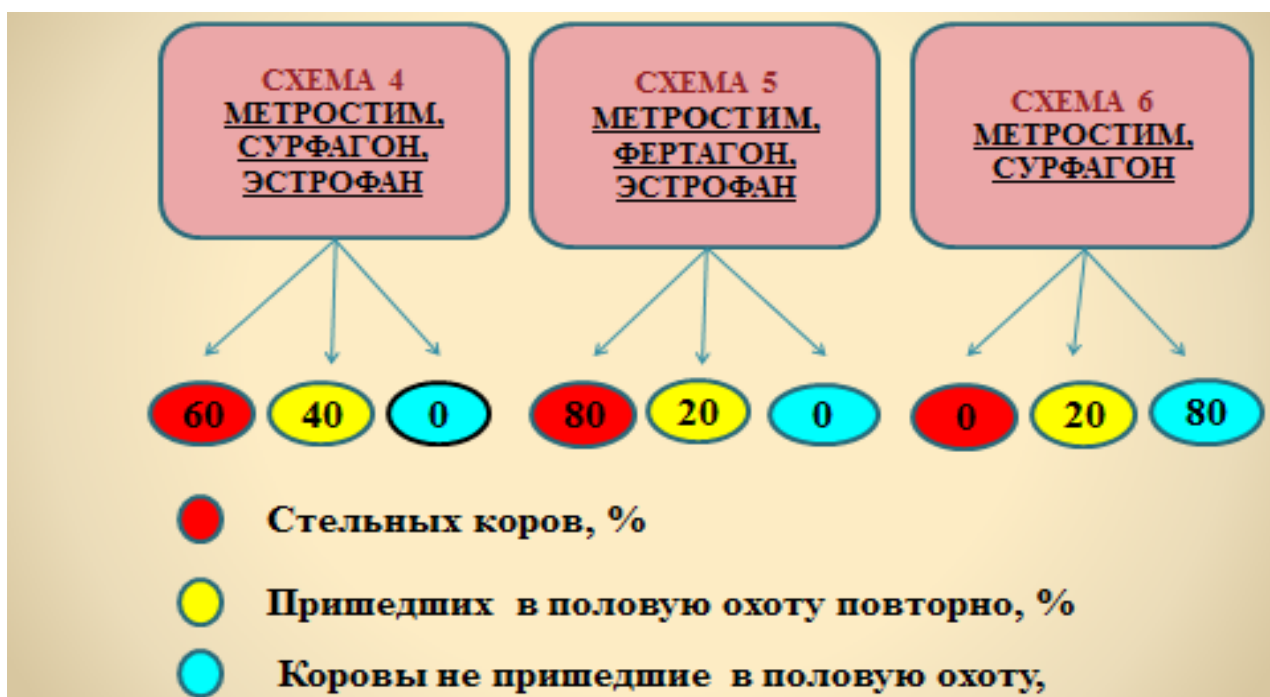 СХЕМА 4
МЕТРОСТИМ,
СУРФАГОН,
ЭСТРОФАН
СХЕМА 5
МЕТРОСТИМ,
ФЕРТАГОН,
ЭСТРОФАН
СХЕМА 6
МЕТРОСТИМ,
СУРФАГОН
60 40 0 80 20 0 0 20 80
Стельных коров, %
Пришедших в половую охоту повторно, %
Коровы не пришедшие в половую охоту,